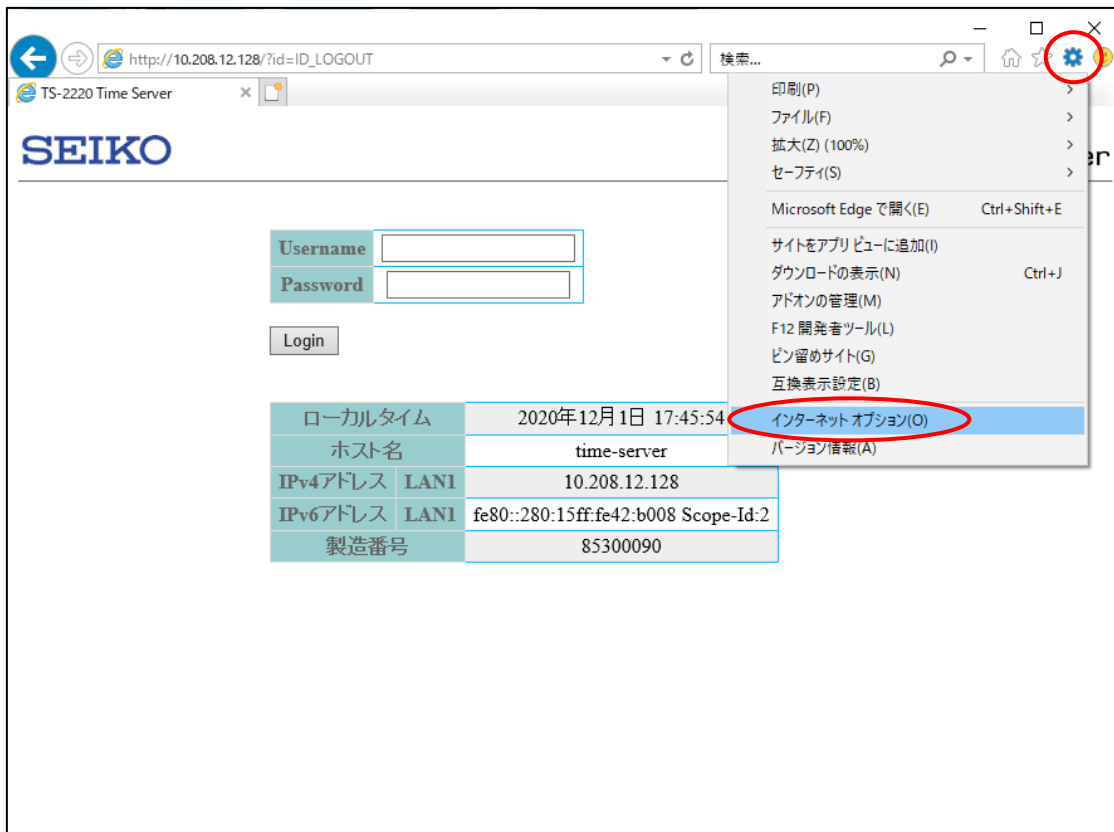 http://10.208.12.128/?id=ID_LOGOUT
検索...
TS-2220 Time Server
SEIKO
er
印刷(P)
ファイル(F)
拡大(Z) (100%)
セーフティ(S)
Microsoft Edge で開く(E) Ctrl+Shift+E
サイトをアプリ ビューに追加(I)
ダウンロードの表示(N) Ctrl+J
アドオンの管理(M)
F12 開発者ツール(L)
ピン留めサイト(G)
互換表示設定(B)
インターネット オプション(O)
バージョン情報(A)
Username
Password
Login
ローカルタイム 2020年12月1日 17:45:54
ホスト名 time-server
IPv4アドレス LAN1 10.208.12.128
IPv6アドレス LAN1 fe80::280:15ff:fe42:b008 Scope-Id:2
製造番号 85300090